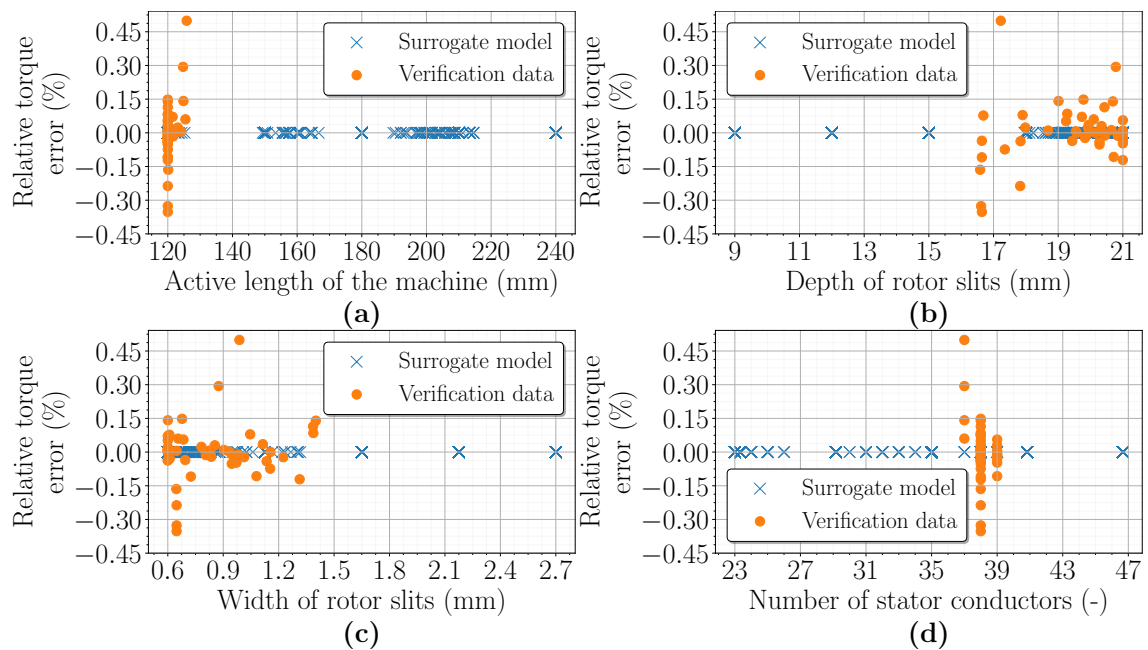 0.45
0.30
0.15
0.00
−0.15
−0.30
−0.45
Relative torque
error (%)
Surrogate model
Verification data
120 140 160 180 200 220 240
Active length of the machine (mm)
(a)
0.45
0.30
0.15
0.00
−0.15
−0.30
−0.45
Relative torque
error (%)
Surrogate model
Verification data
9 11 13 15 17 19 21
Depth of rotor slits (mm)
(b)
0.45
0.30
0.15
0.00
−0.15
−0.30
−0.45
Relative torque
error (%)
Surrogate model
Verification data
0.6 0.9 1.2 1.5 1.8 2.1 2.4 2.7
Width of rotor slits (mm)
(c)
0.45
0.30
0.15
0.00
−0.15
−0.30
−0.45
Relative torque
error (%)
Surrogate model
Verification data
23 27 31 35 39 43 47
Number of stator conductors (-)
(d)